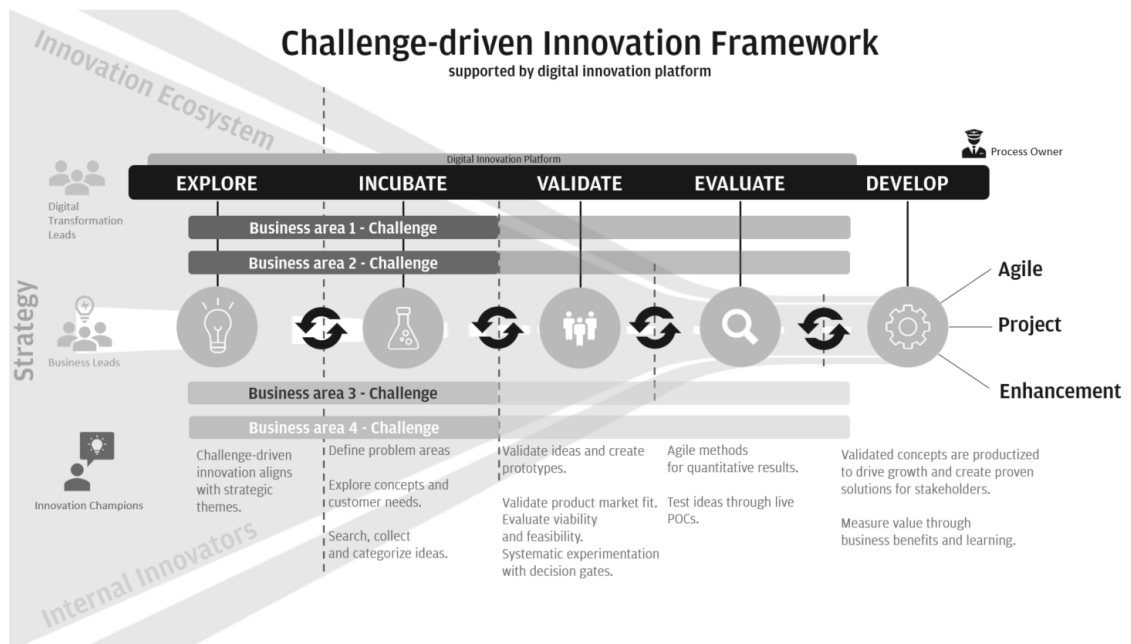 Challenge-driven Innovation Framework
supported by digital innovation platform
Innovation Ecosystem
Process Owner
Digital Innovation Platform
EXPLORE
INCUBATE
VALIDATE
EVALUATE
DEVELOP
Digital
Transformation
Leads
Business area 1 - Challenge
Business area 2 - Challenge
Strategy
Business Leads
Agile
Project
Enhancement
Business area 3 - Challenge
Business area 4 - Challenge
Innovation Champions
Challenge-driven
innovation aligns
with strategic
themes.
Define problem areas
Explore concepts and
customer needs.
Search, collect
and categorize ideas.
Validate ideas and create
prototypes.
Validate product market fit.
Evaluate viability
and feasibility.
Systematic experimentation
with decision gates.
Agile methods
for quantitative results.
Test ideas through live
POCs.
Validated concepts are productized
to drive growth and create proven
solutions for stakeholders.
Measure value through
business benefits and learning.
Internal Innovators